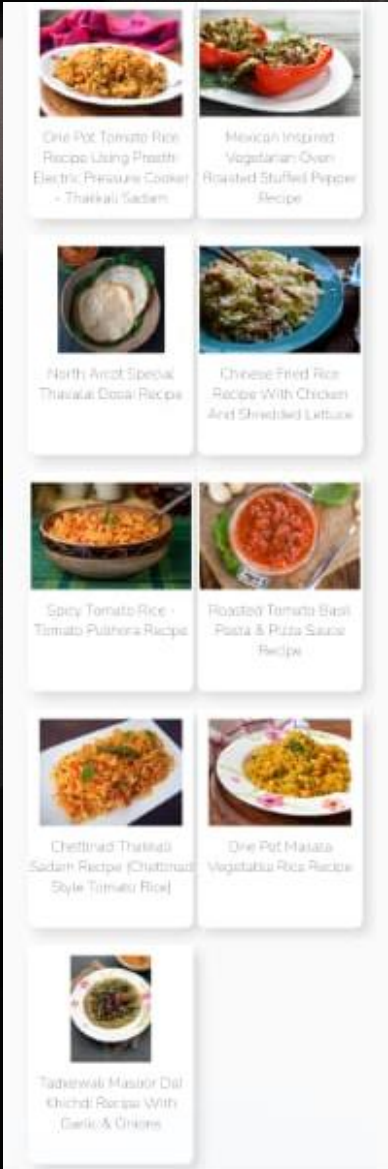 One Pot Tomato Rice
Recipe Using Preethi
Electric Pressure Cooker
- Thakkali Sadam
Mexican Inspired
Vegetarian Oven
Roasted Stuffed Pepper
Recipe
North Arcot Special
Thavalai Dosai Recipe
Chinese Fried Rice
Recipe With Chicken
And Shredded Lettuce
Spicy Tomato Rice -
Tomato Pulihora Recipe
Roasted Tomato Basil
Pasta & Pizza Sauce
Recipe
Chettinad Thakkali
Sadam Recipe (Chettinad
Style Tomato Rice)
One Pot Masala
Vegetable Rice Recipe
Tadkewali Masoor Dal
Khichdi Recipe With
Garlic & Onions